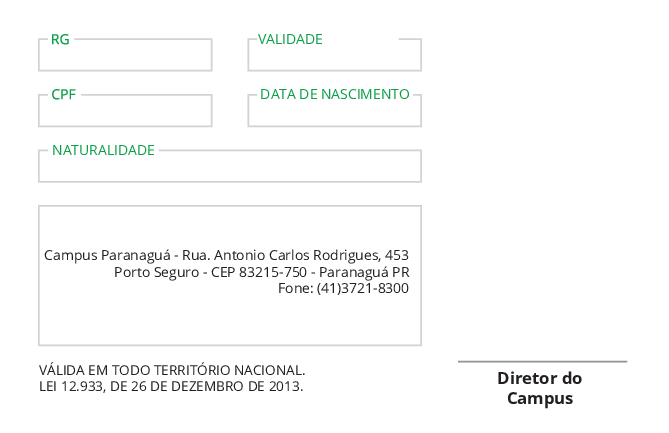 RG
VALIDADE
CPF
DATA DE NASCIMENTO
NATURALIDADE
Campus Paranaguá - Rua. Antonio Carlos Rodrigues, 453
Porto Seguro - CEP 83215-750 - Paranaguá PR
Fone: (41)3721-8300
VÁLIDA EM TODO TERRITÓRIO NACIONAL.
LEI 12.933, DE 26 DE DEZEMBRO DE 2013.
Diretor do
Campus